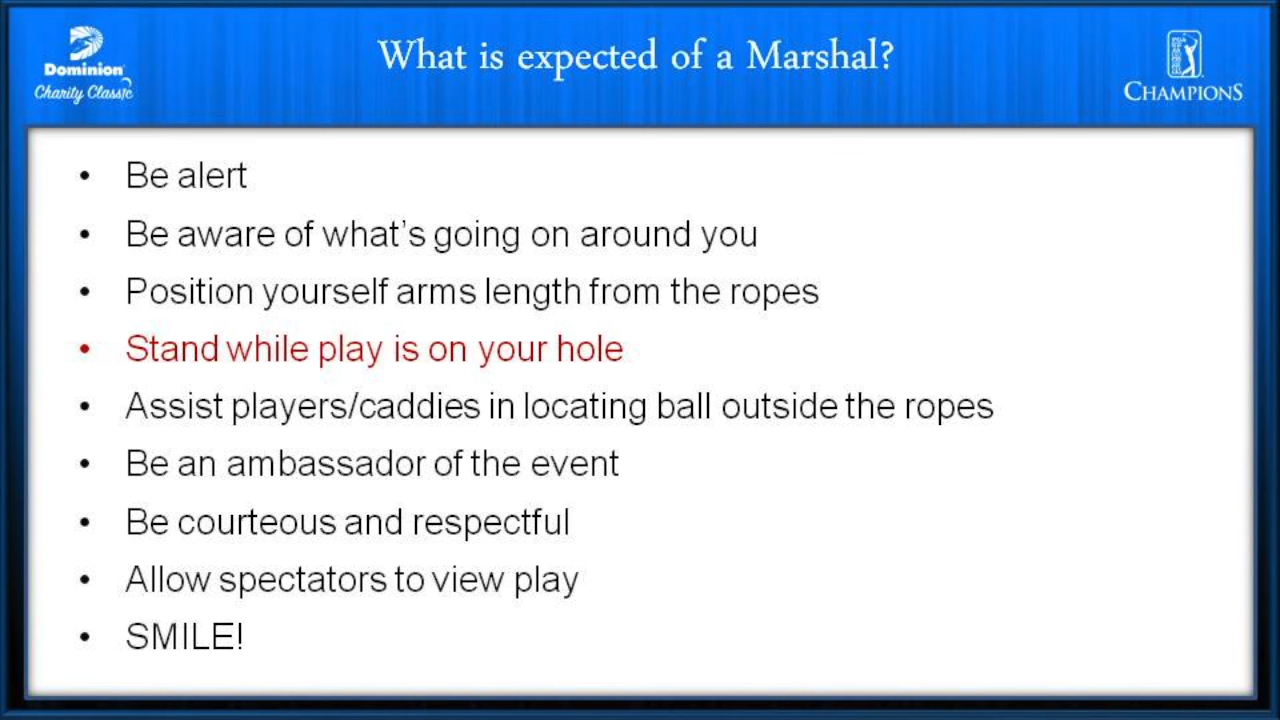 Dominion
Charity Classic
What is expected of a Marshal?
CHAMPIONS
• Be alert
• Be aware of what's going on around you
• Position yourself arms length from the ropes
• Stand while play is on your hole
• Assist players/caddies in locating ball outside the ropes
• Be an ambassador of the event
• Be courteous and respectful
• Allow spectators to view play
• SMILE!